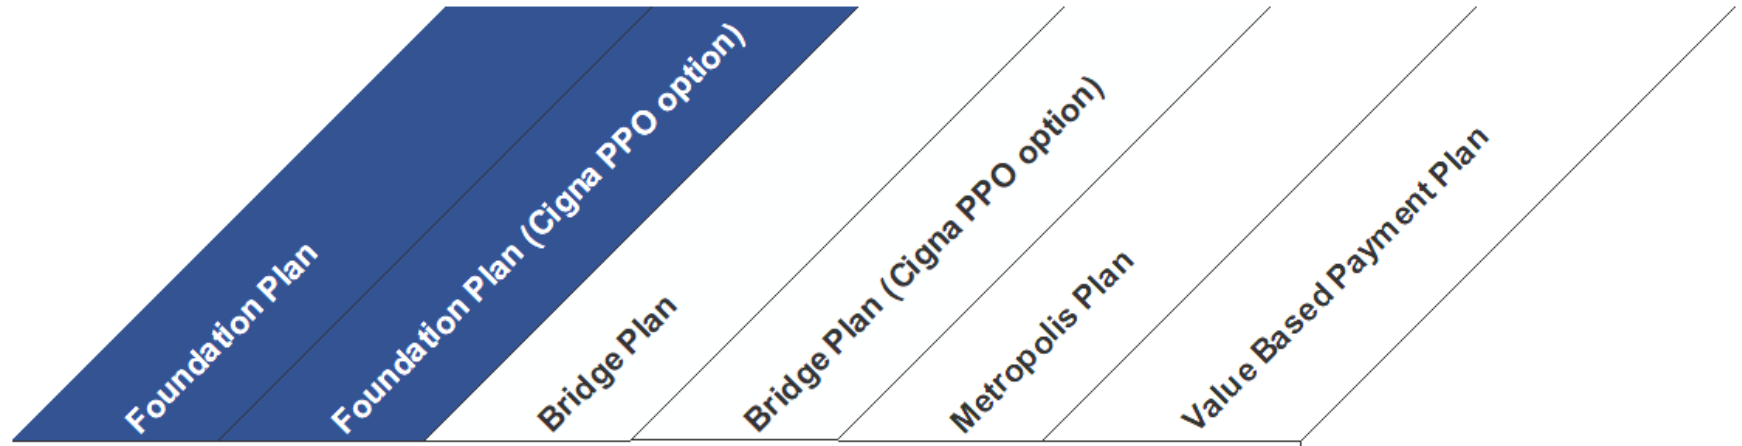 Foundation Plan
Foundation Plan (Cigna PPO option)
Bridge Plan
Bridge Plan (Cigna PPO option)
Metropolis Plan
Value Based Payment Plan